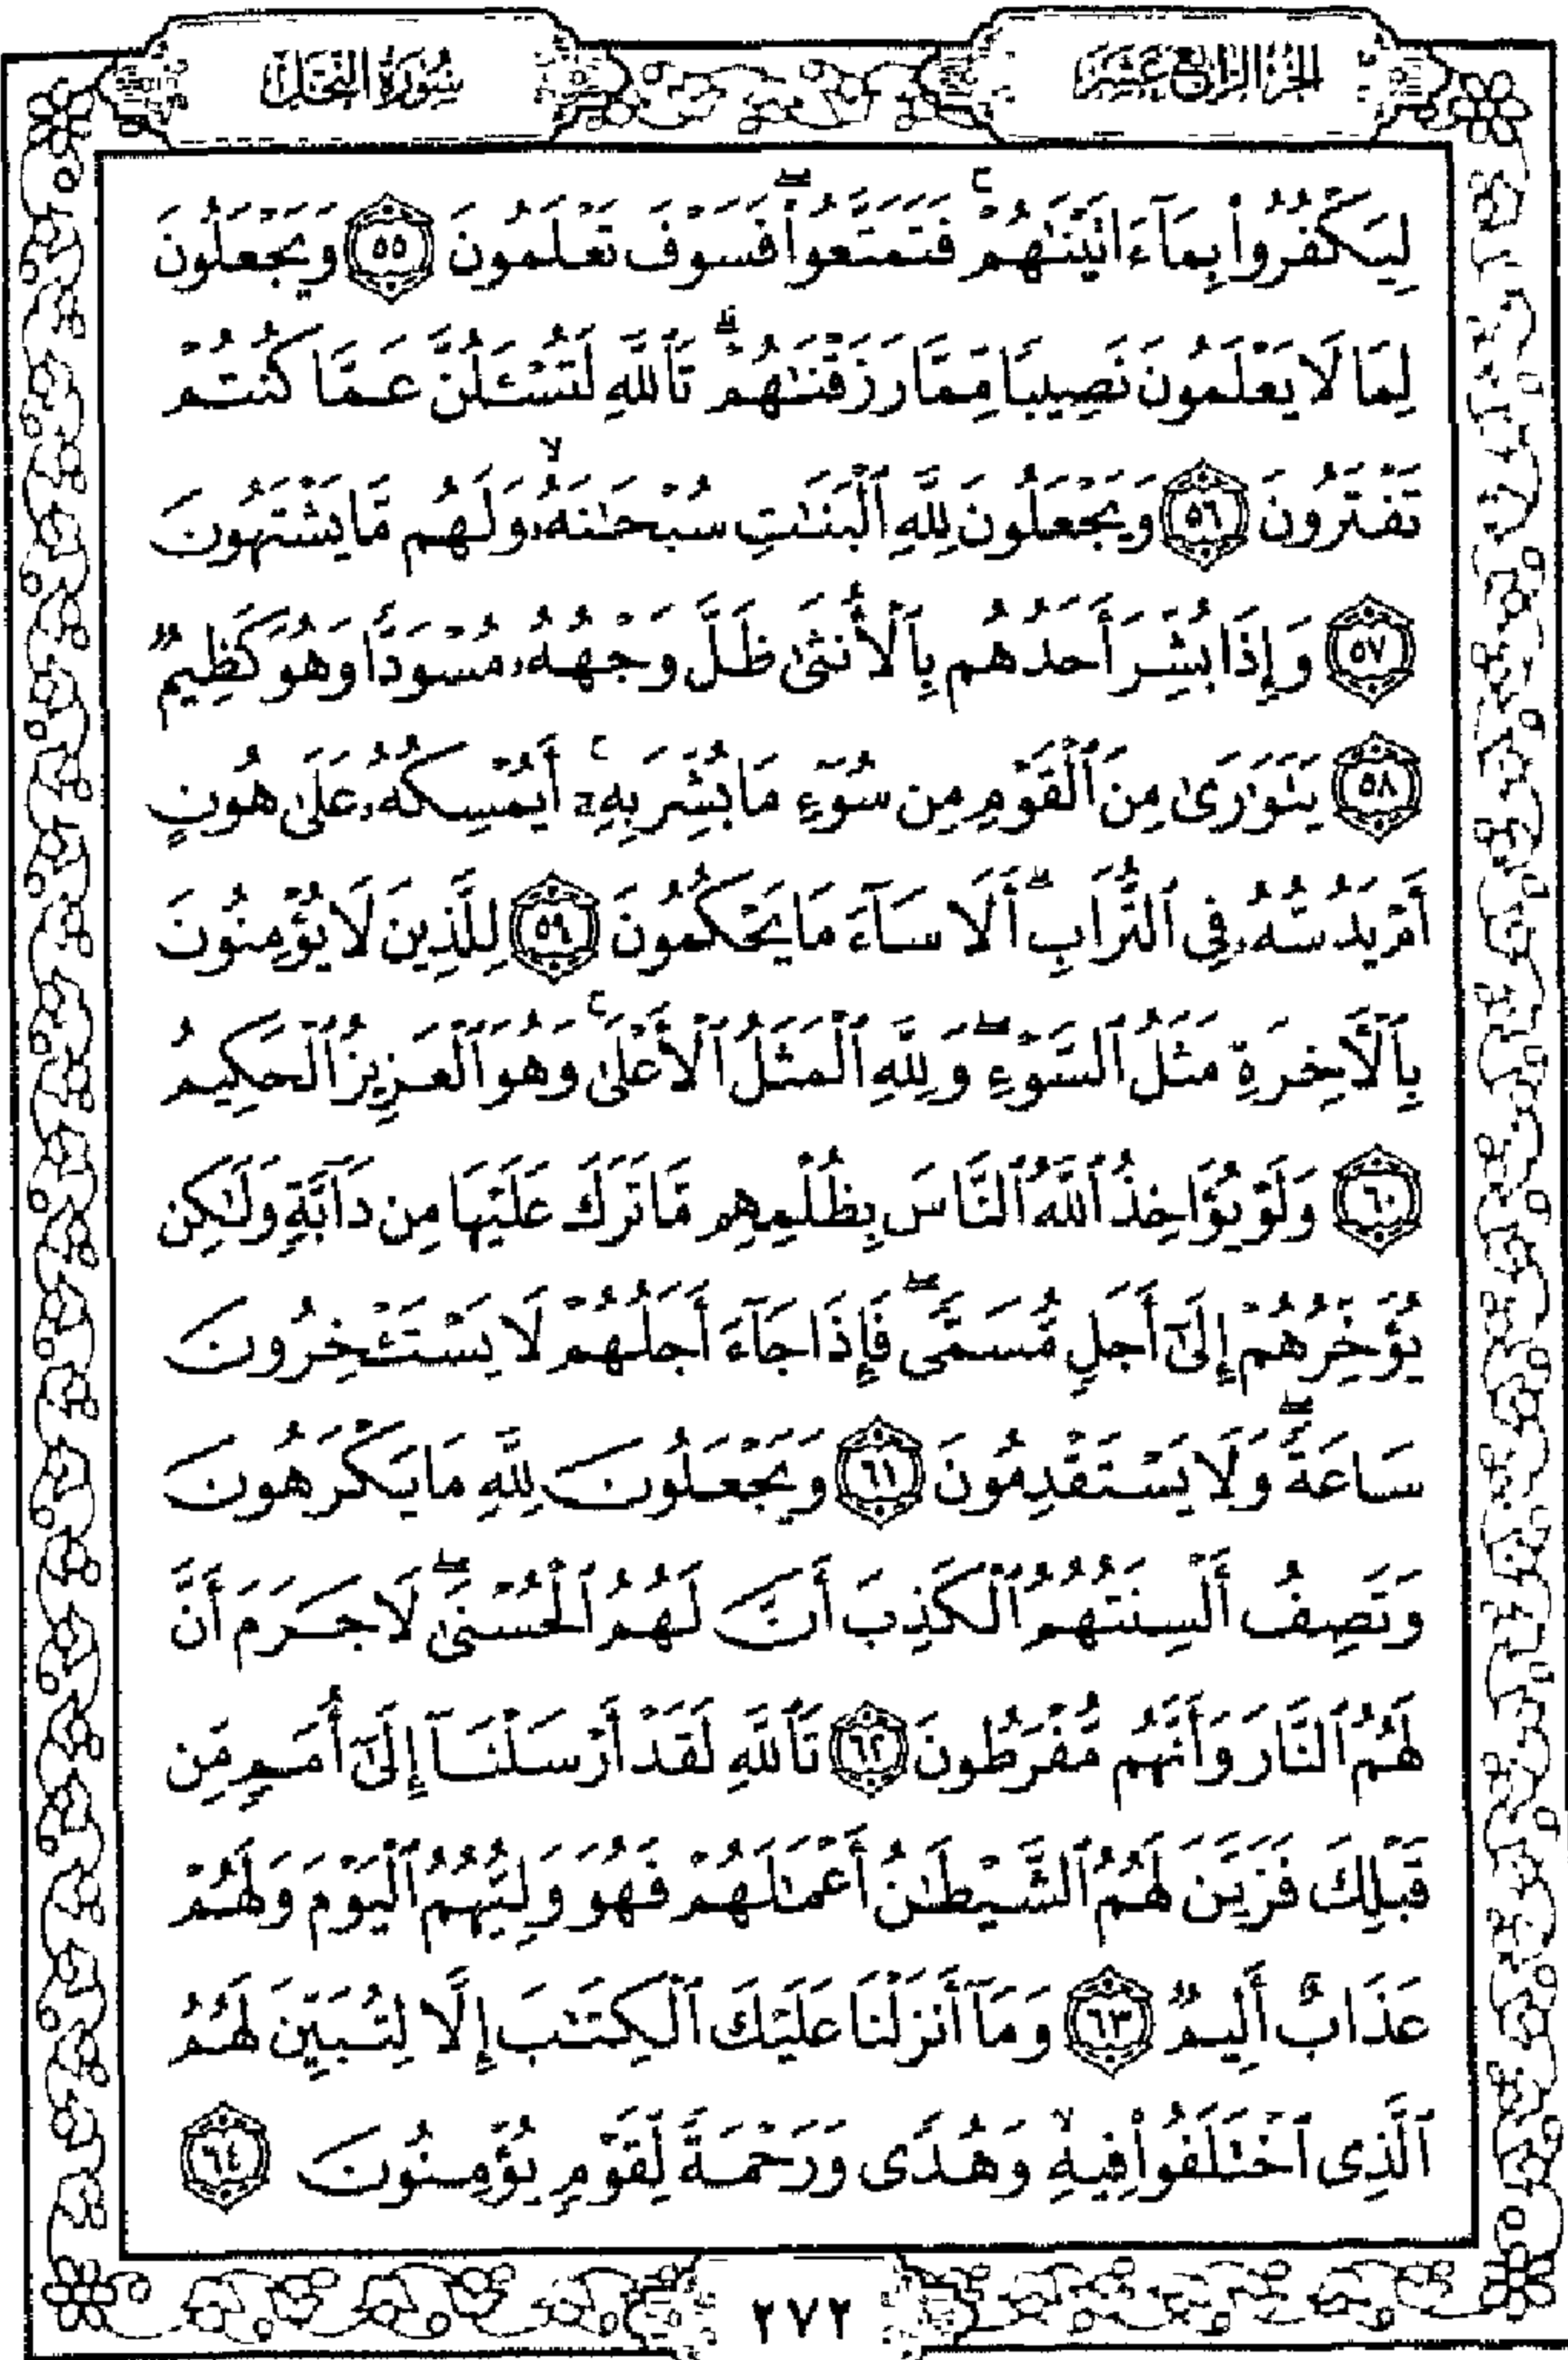 الجزء الرابع عشر
سورة النحل
لِيَكْفُرُوا۟ بِمَآ ءَاتَيْنَٰهُمْ ۚ فَتَمَتَّعُوا۟ ۖ فَسَوْفَ تَعْلَمُونَ ٥٥ وَيَجْعَلُونَ
لِمَا لَا يَعْلَمُونَ نَصِيبًا مِّمَّا رَزَقْنَٰهُمْ ۗ تَٱللَّهِ لَتُسْـَٔلُنَّ عَمَّا كُنتُمْ
تَفْتَرُونَ ٥٦ وَيَجْعَلُونَ لِلَّهِ ٱلْبَنَٰتِ سُبْحَٰنَهُۥ ۙ وَلَهُم مَّا يَشْتَهُونَ
٥٧ وَإِذَا بُشِّرَ أَحَدُهُم بِٱلْأُنثَىٰ ظَلَّ وَجْهُهُۥ مُسْوَدًّا وَهُوَ كَظِيمٌ
٥٨ يَتَوَٰرَىٰ مِنَ ٱلْقَوْمِ مِن سُوٓءِ مَا بُشِّرَ بِهِۦٓ ۚ أَيُمْسِكُهُۥ عَلَىٰ هُونٍ
أَمْ يَدُسُّهُۥ فِى ٱلتُّرَابِ ۗ أَلَا سَآءَ مَا يَحْكُمُونَ ٥٩ لِلَّذِينَ لَا يُؤْمِنُونَ
بِٱلْأَخِرَةِ مَثَلُ ٱلسَّوْءِ ۖ وَلِلَّهِ ٱلْمَثَلُ ٱلْأَعْلَىٰ ۚ وَهُوَ ٱلْعَزِيزُ ٱلْحَكِيمُ
٦٠ وَلَوْ يُؤَاخِذُ ٱللَّهُ ٱلنَّاسَ بِظُلْمِهِم مَّا تَرَكَ عَلَيْهَا مِن دَآبَّةٍ وَلَٰكِن
يُؤَخِّرُهُمْ إِلَىٰٓ أَجَلٍ مُّسَمًّى ۖ فَإِذَا جَآءَ أَجَلُهُمْ لَا يَسْتَـْٔخِرُونَ
سَاعَةً ۖ وَلَا يَسْتَقْدِمُونَ ٦١ وَيَجْعَلُونَ لِلَّهِ مَا يَكْرَهُونَ
وَتَصِفُ أَلْسِنَتُهُمُ ٱلْكَذِبَ أَنَّ لَهُمُ ٱلْحُسْنَىٰ ۖ لَا جَرَمَ أَنَّ
لَهُمُ ٱلنَّارَ وَأَنَّهُم مُّفْرَطُونَ ٦٢ تَٱللَّهِ لَقَدْ أَرْسَلْنَآ إِلَىٰٓ أُمَمٍ مِّن
قَبْلِكَ فَزَيَّنَ لَهُمُ ٱلشَّيْطَٰنُ أَعْمَٰلَهُمْ فَهُوَ وَلِيُّهُمُ ٱلْيَوْمَ وَلَهُمْ
عَذَابٌ أَلِيمٌ ٦٣ وَمَآ أَنزَلْنَا عَلَيْكَ ٱلْكِتَٰبَ إِلَّا لِتُبَيِّنَ لَهُمُ
ٱلَّذِى ٱخْتَلَفُوا۟ فِيهِ ۙ وَهُدًى وَرَحْمَةً لِّقَوْمٍ يُؤْمِنُونَ ٦٤
٢٧٢